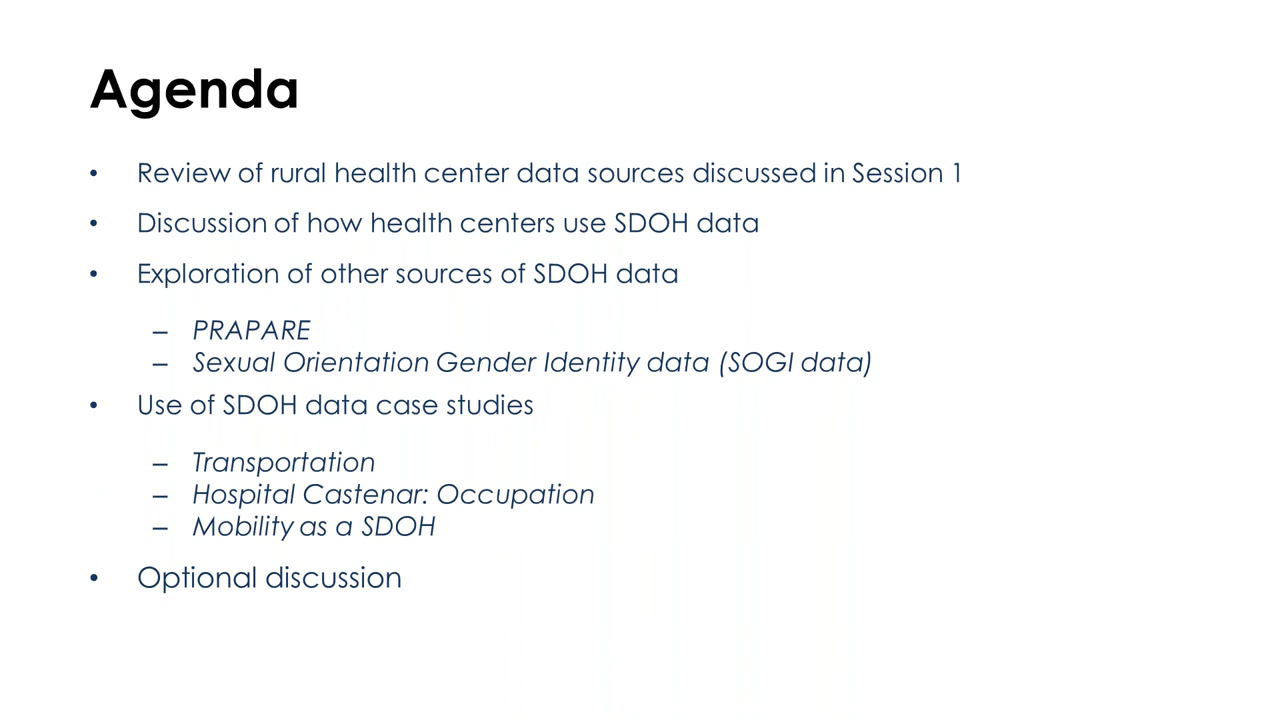 Agenda
• Review of rural health center data sources discussed in Session 1
• Discussion of how health centers use SDOH data
• Exploration of other sources of SDOH data
– PRAPARE
– Sexual Orientation Gender Identity data (SOGI data)
• Use of SDOH data case studies
– Transportation
– Hospital Castenar: Occupation
– Mobility as a SDOH
• Optional discussion